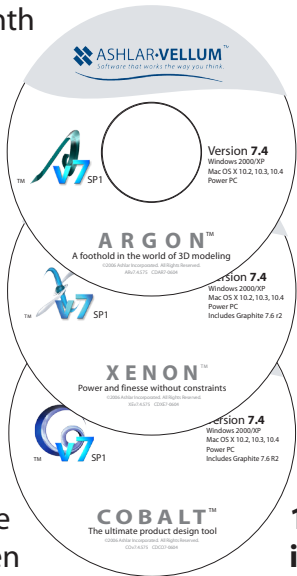 nth
ASHLAR-VELLUM™
Software that works the way you think.
Version 7.4
Windows 2000/XP
Mac OS X 10.2, 10.3, 10.4
Power PC
™ v7 SP1
ARGON™
A foothold in the world of 3D modeling
©2006 Ashlar Incorporated. All Rights Reserved.
Version 7.4
Windows 2000/XP
Mac OS X 10.2, 10.3, 10.4
Power PC
Includes Graphite 7.6 r2
™ v7 SP1
XENON™
Power and finesse without constraints
©2006 Ashlar Incorporated. All Rights Reserved.
ersion 7.4
Windows 2000/XP
Mac OS X 10.2, 10.3, 10.4
Power PC
Includes Graphite 7.6 R2
™ v7 SP1
COBALT™
The ultimate product design tool
©2006 Ashlar Incorporated. All Rights Reserved.
e
en
1
i